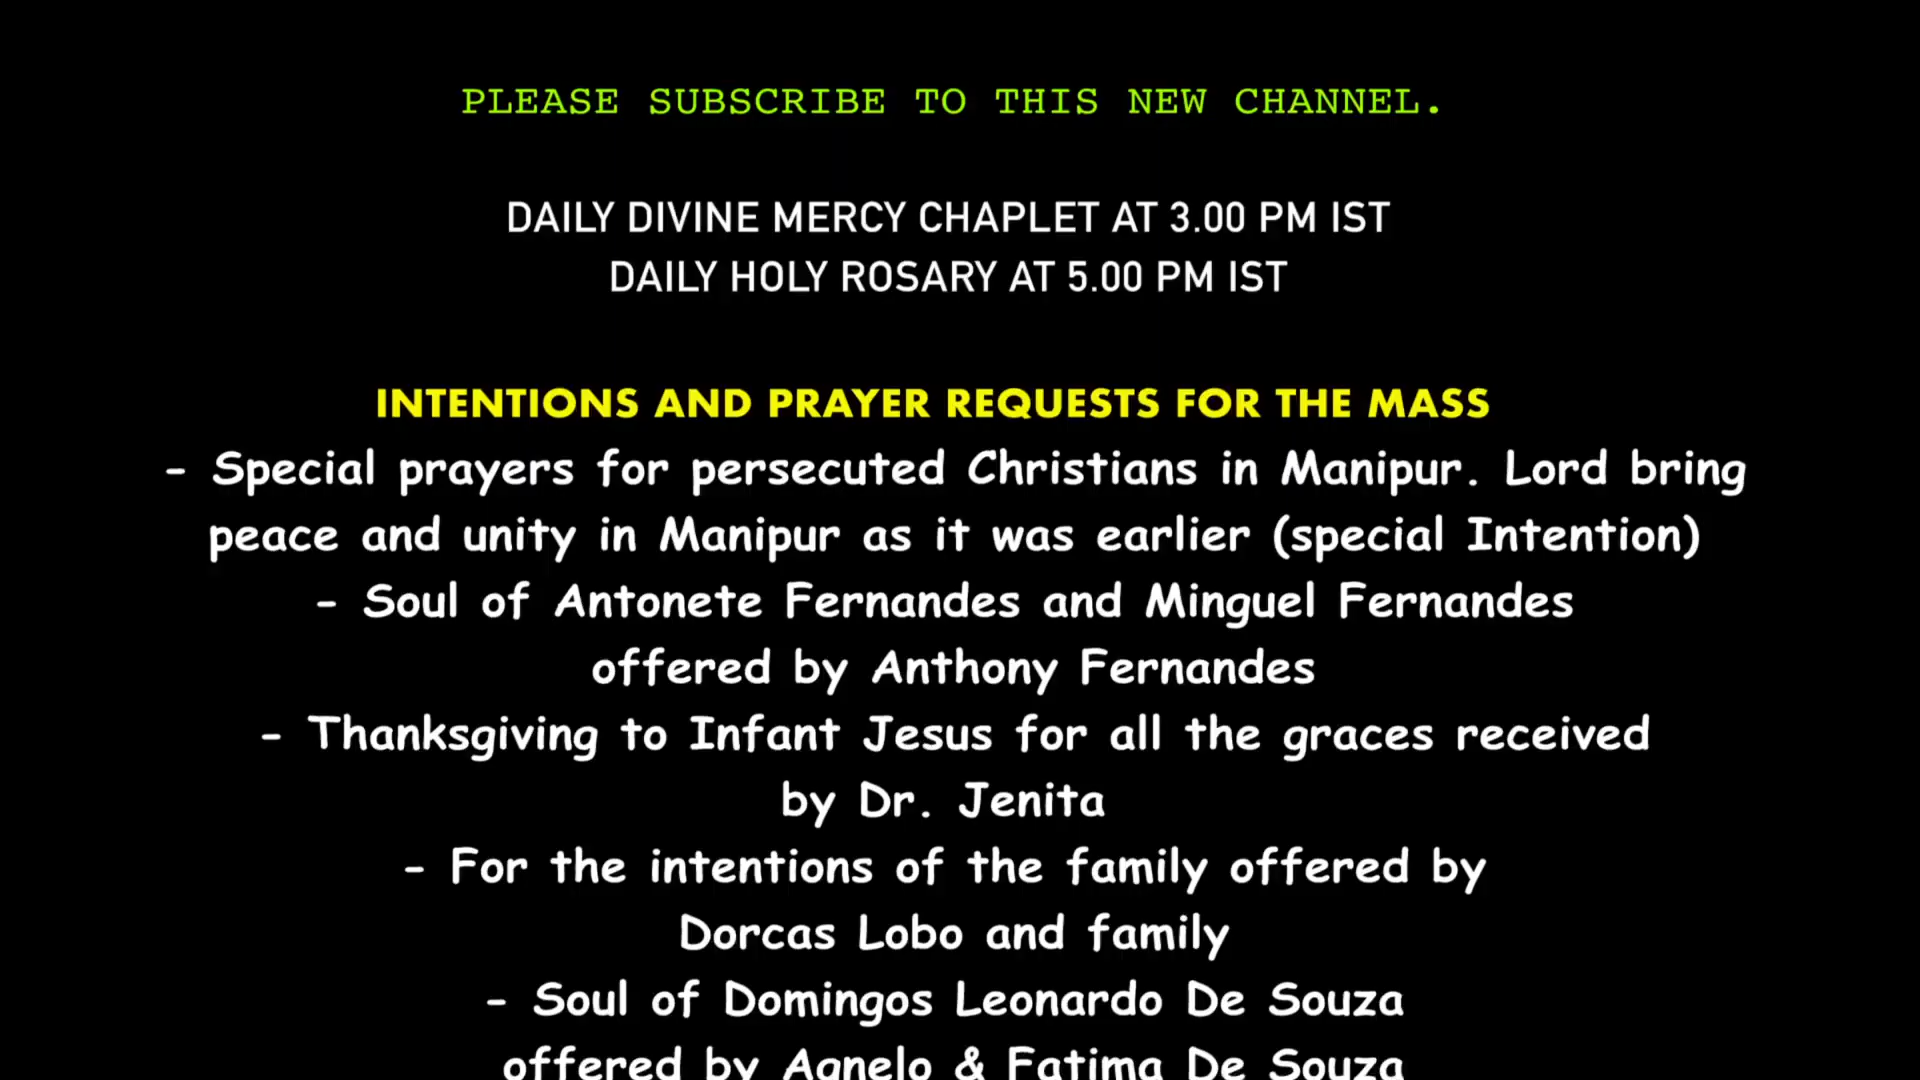 PLEASE SUBSCRIBE TO THIS NEW CHANNEL.
DAILY DIVINE MERCY CHAPLET AT 3.00 PM IST
DAILY HOLY ROSARY AT 5.00 PM IST
INTENTIONS AND PRAYER REQUESTS FOR THE MASS
- Special prayers for persecuted Christians in Manipur. Lord bring
peace and unity in Manipur as it was earlier (special Intention)
- Soul of Antonete Fernandes and Minguel Fernandes
offered by Anthony Fernandes
- Thanksgiving to Infant Jesus for all the graces received
by Dr. Jenita
- For the intentions of the family offered by
Dorcas Lobo and family
- Soul of Domingos Leonardo De Souza
offered by Agnelo & Fatima De Souza